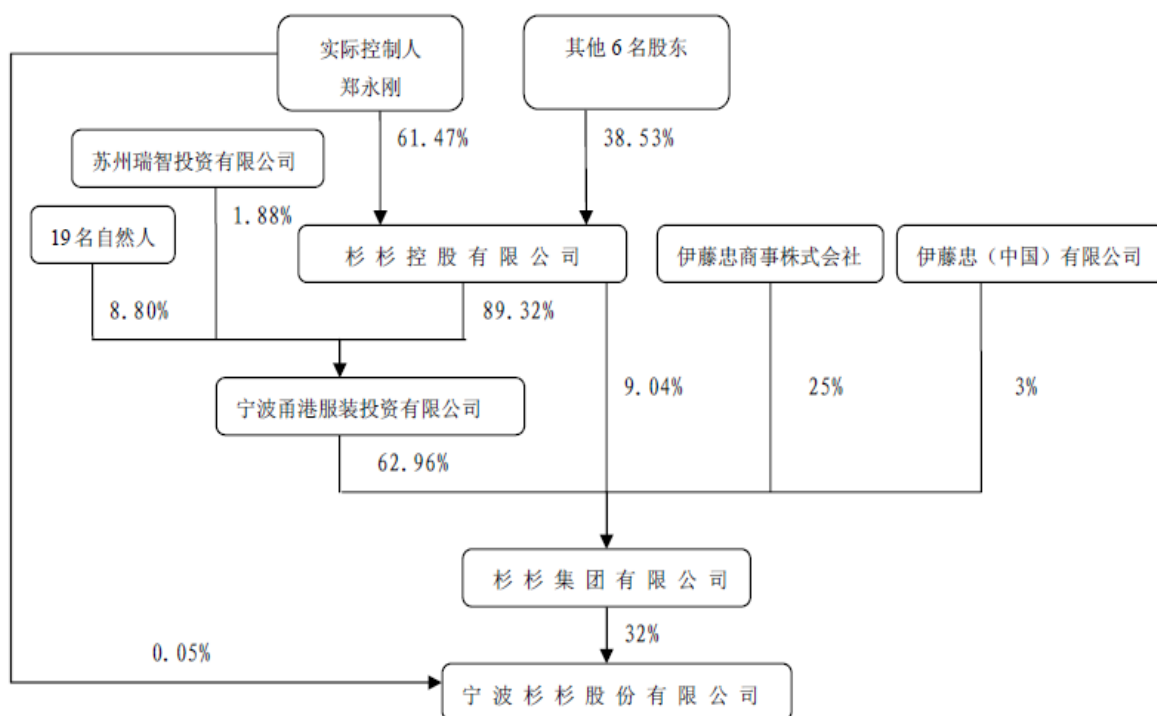 实际控制人
郑永刚
其他 6 名股东
61.47%
38.53%
苏州瑞智投资有限公司
1.88%
19 名自然人
杉杉控股有限公司
伊藤忠商事株式会社
伊藤忠（中国）有限公司
8.80%
89.32%
宁波甬港服装投资有限公司
9.04%
25%
3%
62.96%
杉杉集团有限公司
32%
0.05%
宁波杉杉股份有限公司